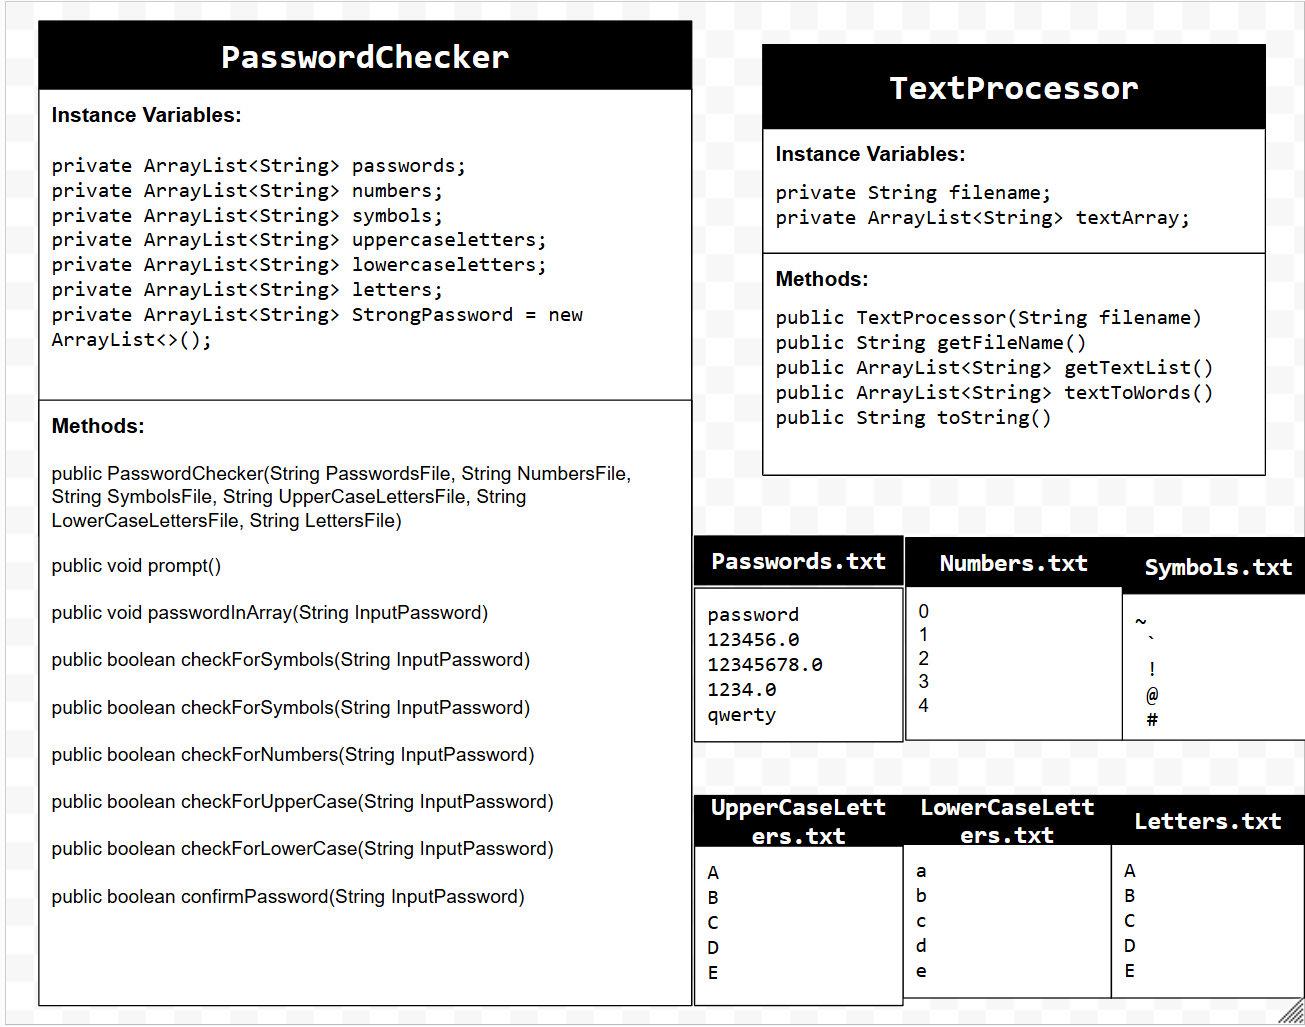 PasswordChecker
Instance Variables:
private ArrayList<String> passwords;
private ArrayList<String> numbers;
private ArrayList<String> symbols;
private ArrayList<String> uppercaseletters;
private ArrayList<String> lowercaseletters;
private ArrayList<String> letters;
private ArrayList<String> StrongPassword = new
ArrayList<>();
Methods:
public PasswordChecker(String PasswordsFile, String NumbersFile,
String SymbolsFile, String UpperCaseLettersFile, String
LowerCaseLettersFile, String LettersFile)
public void prompt()
public void passwordInArray(String InputPassword)
public boolean checkForSymbols(String InputPassword)
public boolean checkForSymbols(String InputPassword)
public boolean checkForNumbers(String InputPassword)
public boolean checkForUpperCase(String InputPassword)
public boolean checkForLowerCase(String InputPassword)
public boolean confirmPassword(String InputPassword)
TextProcessor
Instance Variables:
private String filename;
private ArrayList<String> textArray;
Methods:
public TextProcessor(String filename)
public String getFileName()
public ArrayList<String> getTextList()
public ArrayList<String> textToWords()
public String toString()
Passwords.txt
password
123456.0
12345678.0
1234.0
qwerty
Numbers.txt
0
1
2
3
4
Symbols.txt
~
`
!
@
#
UpperCaseLett
ers.txt
A
B
C
D
E
LowerCaseLett
ers.txt
a
b
c
d
e
Letters.txt
A
B
C
D
E